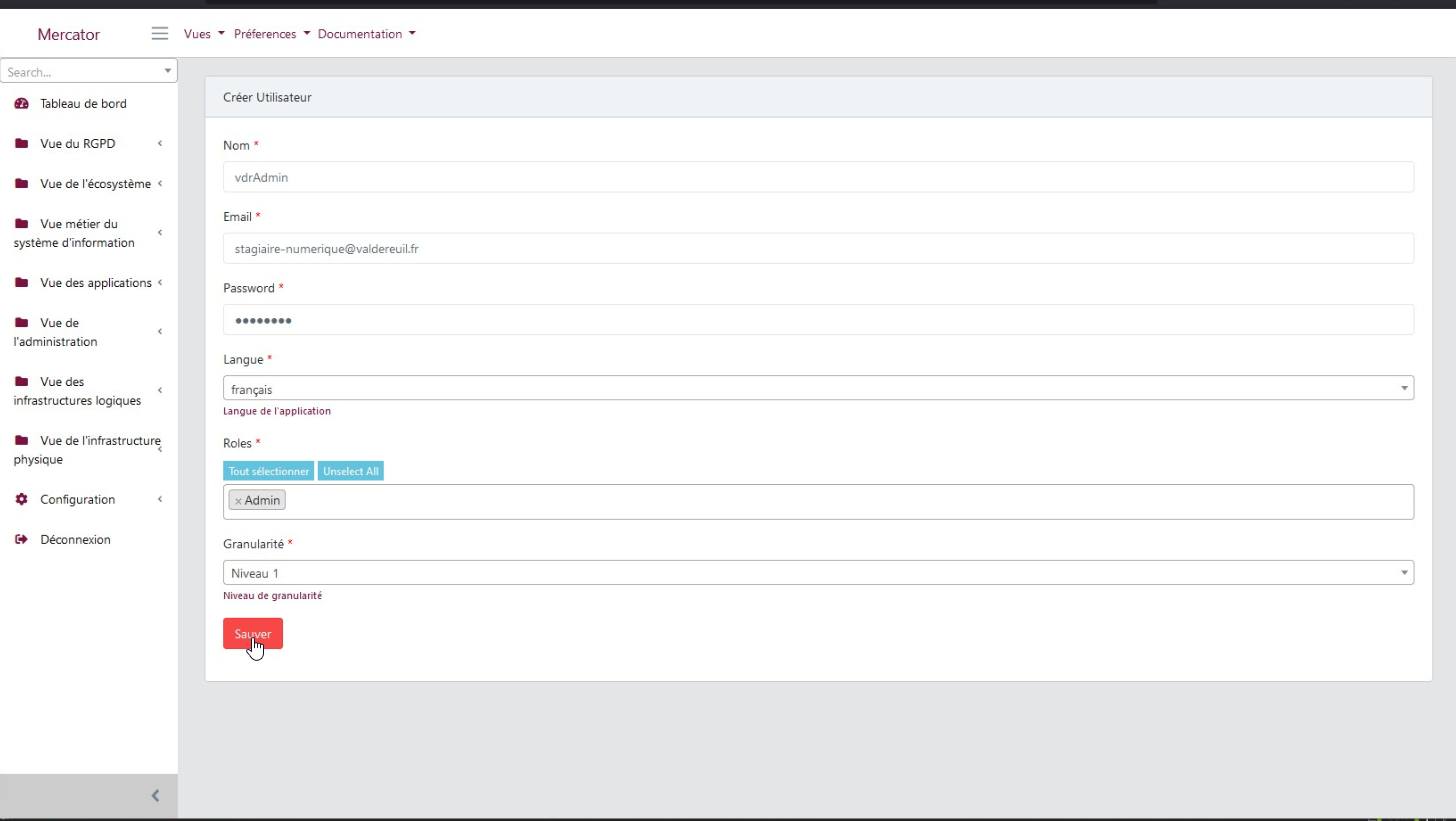 Mercator
Vues
Préferences
Documentation
Search...
Tableau de bord
Vue du RGPD
Vue de l'écosystème
Vue métier du
système d'information
Vue des applications
Vue de
l'administration
Vue des
infrastructures logiques
Vue de l'infrastructure
physique
Configuration
Déconnexion
Créer Utilisateur
Nom *
vdrAdmin
Email *
stagiaire-numerique@valdereuil.fr
Password *
••••••••
Langue *
français
Langue de l'application
Roles *
Tout sélectionner
Unselect All
× Admin
Granularité *
Niveau 1
Niveau de granularité
Sauver